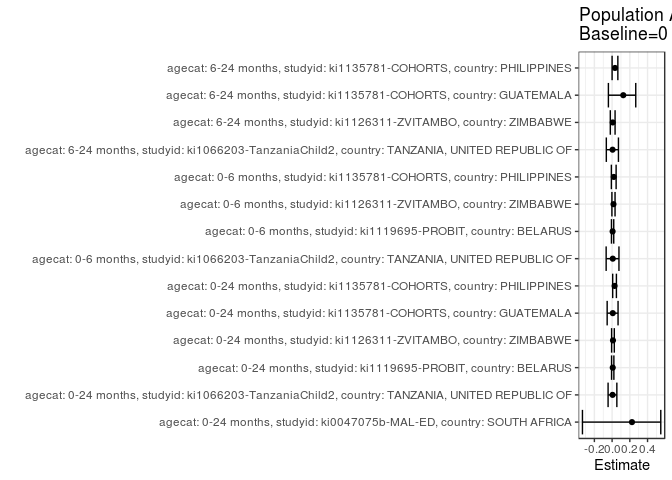 Population A
Baseline=0
agecat: 6-24 months, studyid: ki1135781-COHORTS, country: PHILIPPINES
agecat: 6-24 months, studyid: ki1135781-COHORTS, country: GUATEMALA
agecat: 6-24 months, studyid: ki1126311-ZVITAMBO, country: ZIMBABWE
agecat: 6-24 months, studyid: ki1066203-TanzaniaChild2, country: TANZANIA, UNITED REPUBLIC OF
agecat: 0-6 months, studyid: ki1135781-COHORTS, country: PHILIPPINES
agecat: 0-6 months, studyid: ki1126311-ZVITAMBO, country: ZIMBABWE
agecat: 0-6 months, studyid: ki1119695-PROBIT, country: BELARUS
agecat: 0-6 months, studyid: ki1066203-TanzaniaChild2, country: TANZANIA, UNITED REPUBLIC OF
agecat: 0-24 months, studyid: ki1135781-COHORTS, country: PHILIPPINES
agecat: 0-24 months, studyid: ki1135781-COHORTS, country: GUATEMALA
agecat: 0-24 months, studyid: ki1126311-ZVITAMBO, country: ZIMBABWE
agecat: 0-24 months, studyid: ki1119695-PROBIT, country: BELARUS
agecat: 0-24 months, studyid: ki1066203-TanzaniaChild2, country: TANZANIA, UNITED REPUBLIC OF
agecat: 0-24 months, studyid: ki0047075b-MAL-ED, country: SOUTH AFRICA
-0.2 0.0 0.2 0.4
Estimate